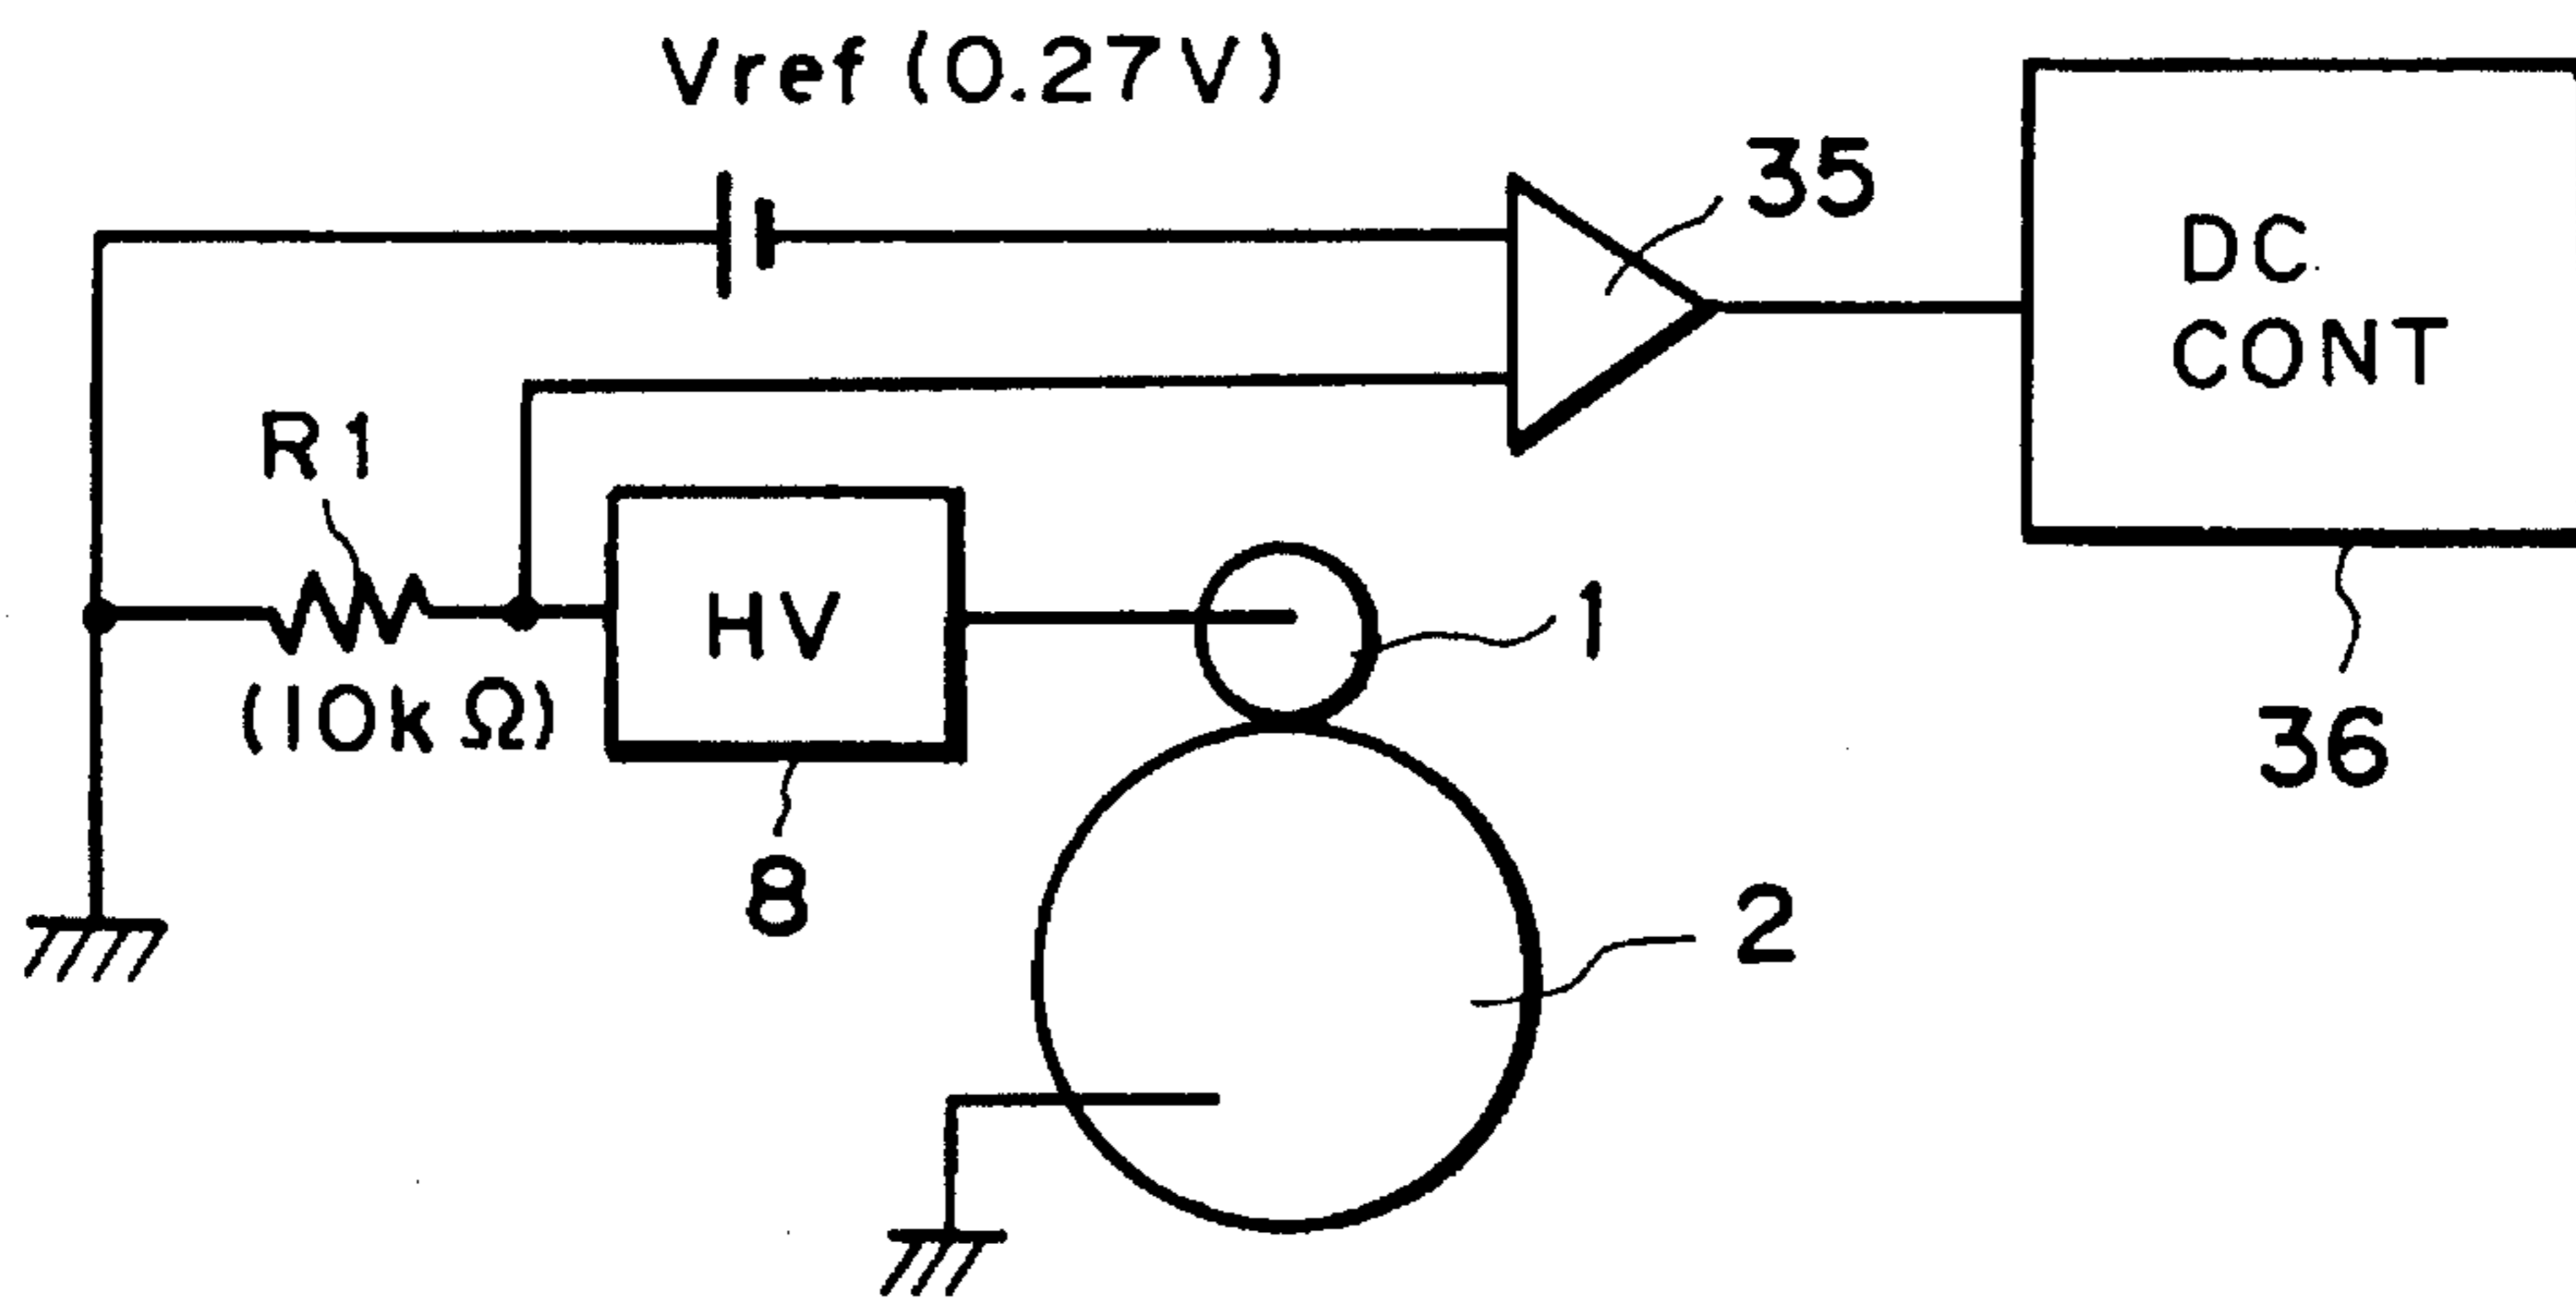 Vref (0.27V)
35
DC
CONT
R1
(10kΩ)
HV
1
36
8
2